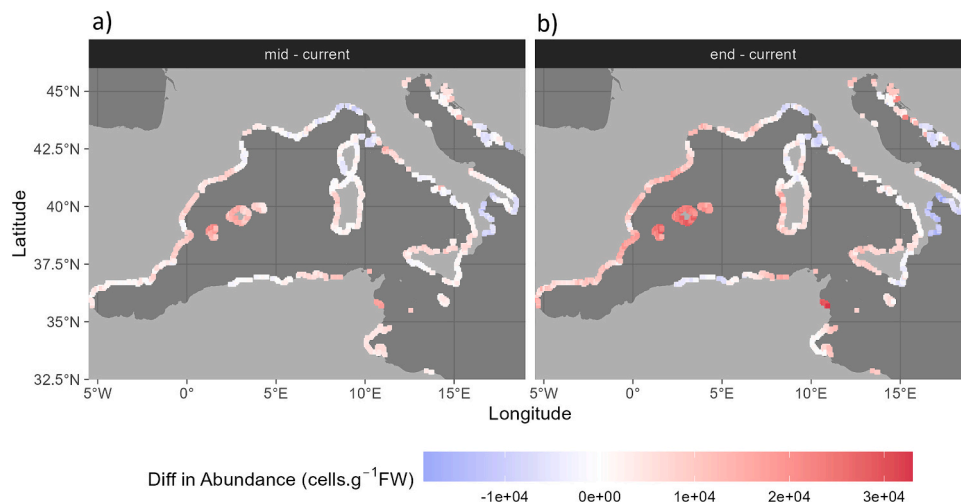 a) b)
mid - current end - current
45°N
42.5°N
40°N
37.5°N
35°N
32.5°N
Latitude
5°W 0° 5°E 10°E 15°E 5°W 0° 5°E 10°E 15°E
Longitude
Diff in Abundance (cells.g⁻¹FW)
-1e+04 0e+00 1e+04 2e+04 3e+04